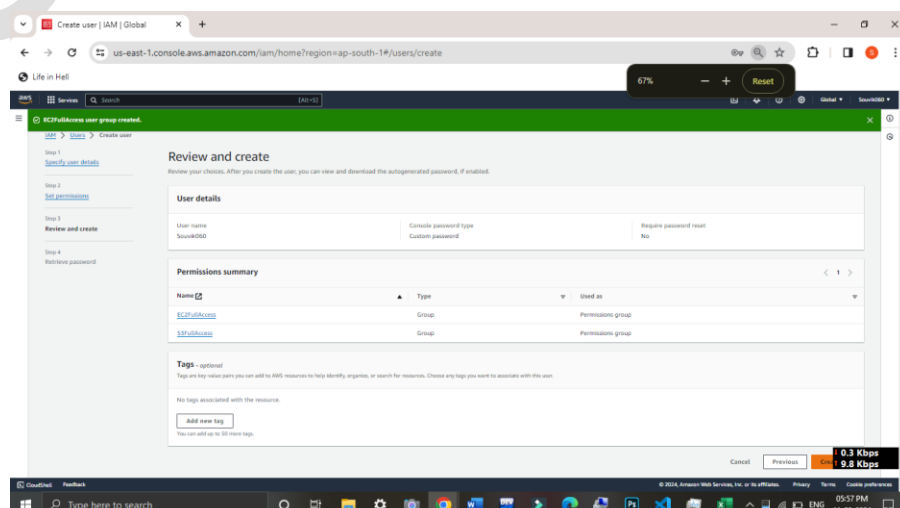 Create user | IAM | Global
us-east-1.console.aws.amazon.com/iam/home?region=ap-south-1#/users/create
Life in Hell
67%
Reset
aws
Services
Search
[Alt+S]
Global
Souvik060
EC2FullAccess user group created.
IAM > Users > Create user
Step 1
Specify user details
Step 2
Set permissions
Step 3
Review and create
Step 4
Retrieve password
Review and create
Review your choices. After you create the user, you can view and download the autogenerated password, if enabled.
User details
User name
Souvik060
Console password type
Custom password
Require password reset
No
Permissions summary
1
Name
Type
Used as
EC2FullAccess
Group
Permissions group
S3FullAccess
Group
Permissions group
Tags - optional
Tags are key-value pairs you can add to AWS resources to help identify, organize, or search for resources. Choose any tags you want to associate with this user.
No tags associated with the resource.
Add new tag
You can add up to 50 more tags.
Cancel
Previous
0.3 Kbps
9.8 Kbps
CloudShell
Feedback
© 2024, Amazon Web Services, Inc. or its affiliates.
Privacy
Terms
Cookie preferences
Type here to search
ENG
05:57 PM